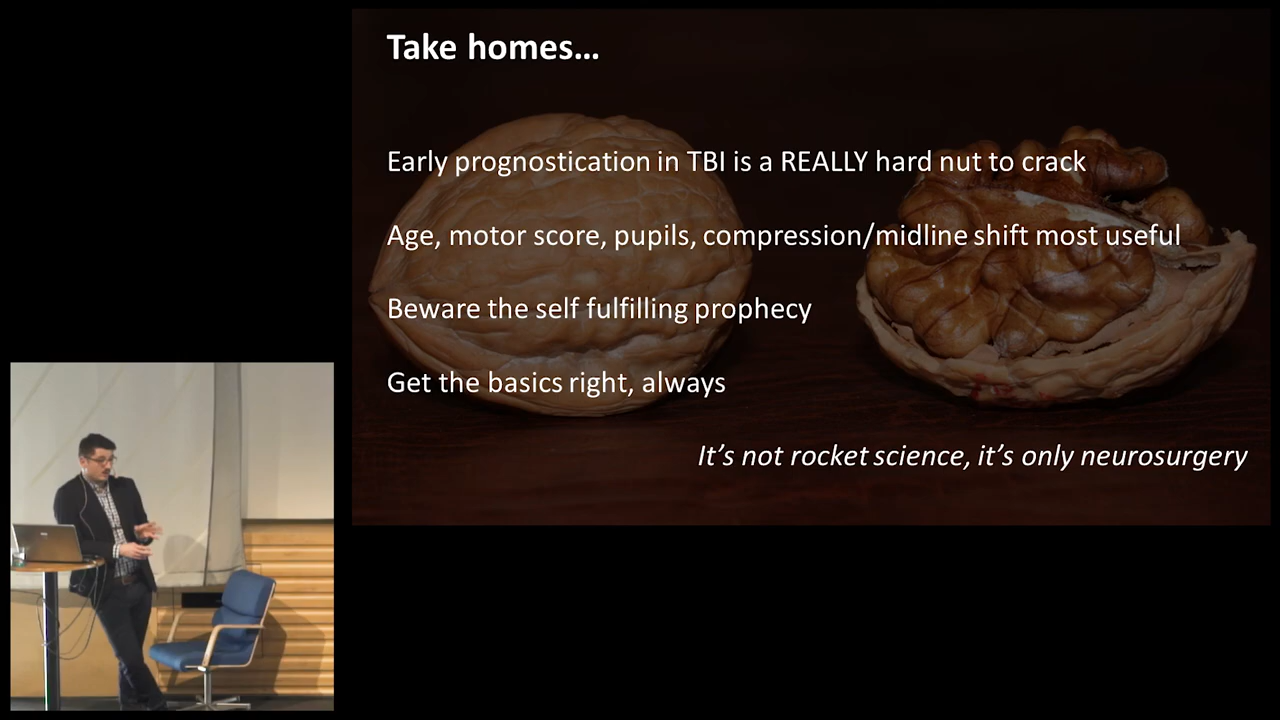 Take homes…
Early prognostication in TBI is a REALLY hard nut to crack
Age, motor score, pupils, compression/midline shift most useful
Beware the self fulfilling prophecy
Get the basics right, always
It’s not rocket science, it’s only neurosurgery